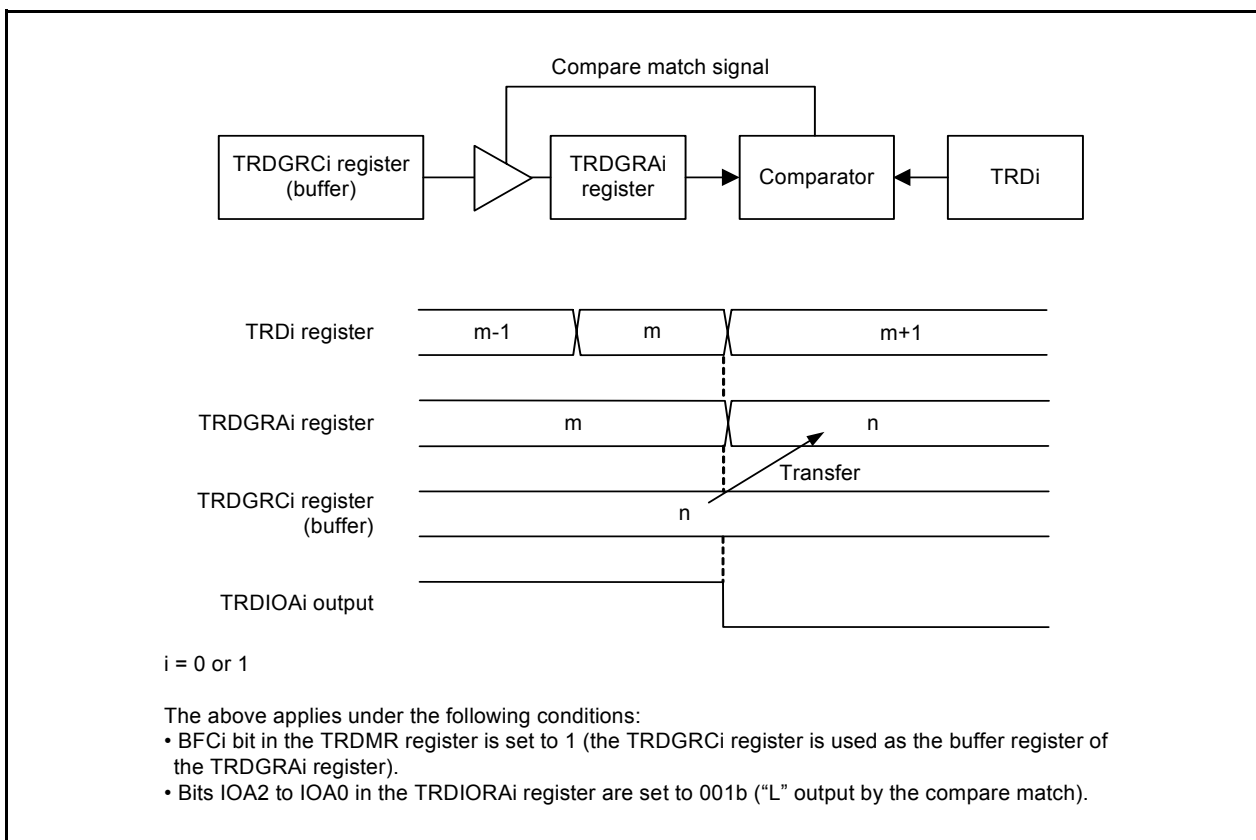 Compare match signal
TRDGRCi register
(buffer)
TRDGRAi
register
Comparator
TRDi
TRDi register
m-1
m
m+1
TRDGRAi register
m
n
Transfer
TRDGRCi register
(buffer)
n
TRDIOAi output
i = 0 or 1
The above applies under the following conditions:
• BFCi bit in the TRDMR register is set to 1 (the TRDGRCi register is used as the buffer register of
the TRDGRAi register).
• Bits IOA2 to IOA0 in the TRDIORAi register are set to 001b (“L” output by the compare match).